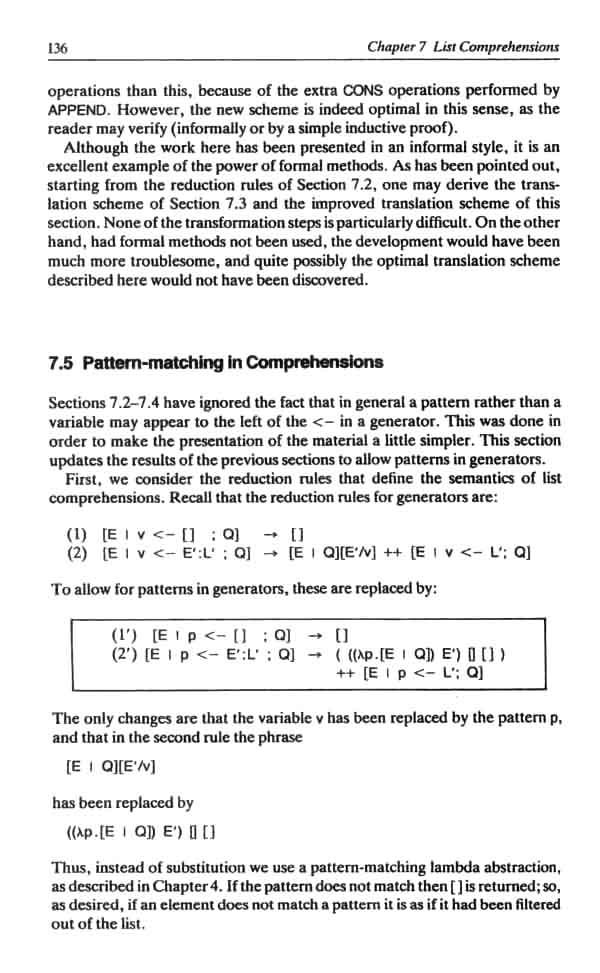 136 Chapter 7 List Comprehensions
operations than this, because of the extra CONS operations performed by
APPEND. However, the new scheme is indeed optimal in this sense, as the
reader may verify (informally or by a simple inductive proof).
Although the work here has been presented in an informal style, it is an
excellent example of the power of formal methods. As has been pointed out,
starting from the reduction rules of Section 7.2, one may derive the trans-
lation scheme of Section 7.3 and the improved translation scheme of this
section. None of the transformation steps is particularly difficult. On the other
hand, had formal methods not been used, the development would have been
much more troublesome, and quite possibly the optimal translation scheme
described here would not have been discovered.
7.5 Pattern-matching in Comprehensions
Sections 7.2–7.4 have ignored the fact that in general a pattern rather than a
variable may appear to the left of the <- in a generator. This was done in
order to make the presentation of the material a little simpler. This section
updates the results of the previous sections to allow patterns in generators.
First, we consider the reduction rules that define the semantics of list
comprehensions. Recall that the reduction rules for generators are:
(1) [E | v <- [] ; Q] → []
(2) [E | v <- E':L' ; Q] → [E | Q][E'/v] ++ [E | v <- L'; Q]
To allow for patterns in generators, these are replaced by:
(1') [E | p <- [] ; Q] → []
(2') [E | p <- E':L' ; Q] → ( ((λp.[E | Q]) E') ▯ [] )
++ [E | p <- L'; Q]
The only changes are that the variable v has been replaced by the pattern p,
and that in the second rule the phrase
[E | Q][E'/v]
has been replaced by
((λp.[E | Q]) E') ▯ []
Thus, instead of substitution we use a pattern-matching lambda abstraction,
as described in Chapter 4. If the pattern does not match then [] is returned; so,
as desired, if an element does not match a pattern it is as if it had been filtered
out of the list.